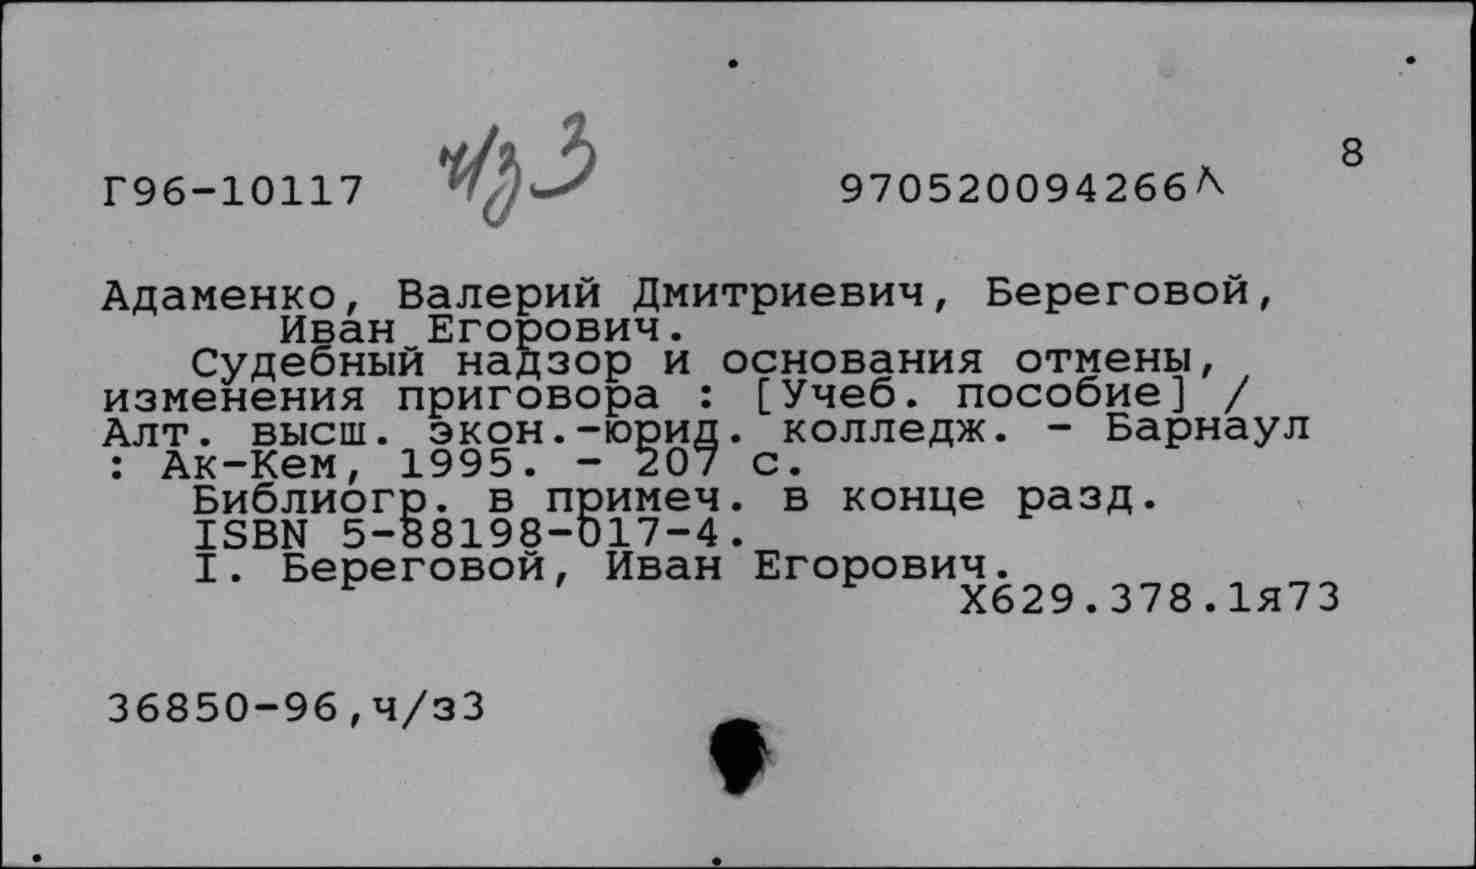 8
Г96-10117 ч/з3 970520094266Л
Адаменко, Валерий Дмитриевич, Береговой,
Иван Егорович.
Судебный надзор и основания отмены,
изменения приговора : [Учеб. пособие] /
Алт. высш. экон.-юрид. колледж. - Барнаул
: Ак-Кем, 1995. - 207 с.
Библиогр. в примеч. в конце разд.
ISBN 5-88198-017-4.
I. Береговой, Иван Егорович.
Х629.378.1я73
36850-96,ч/з3